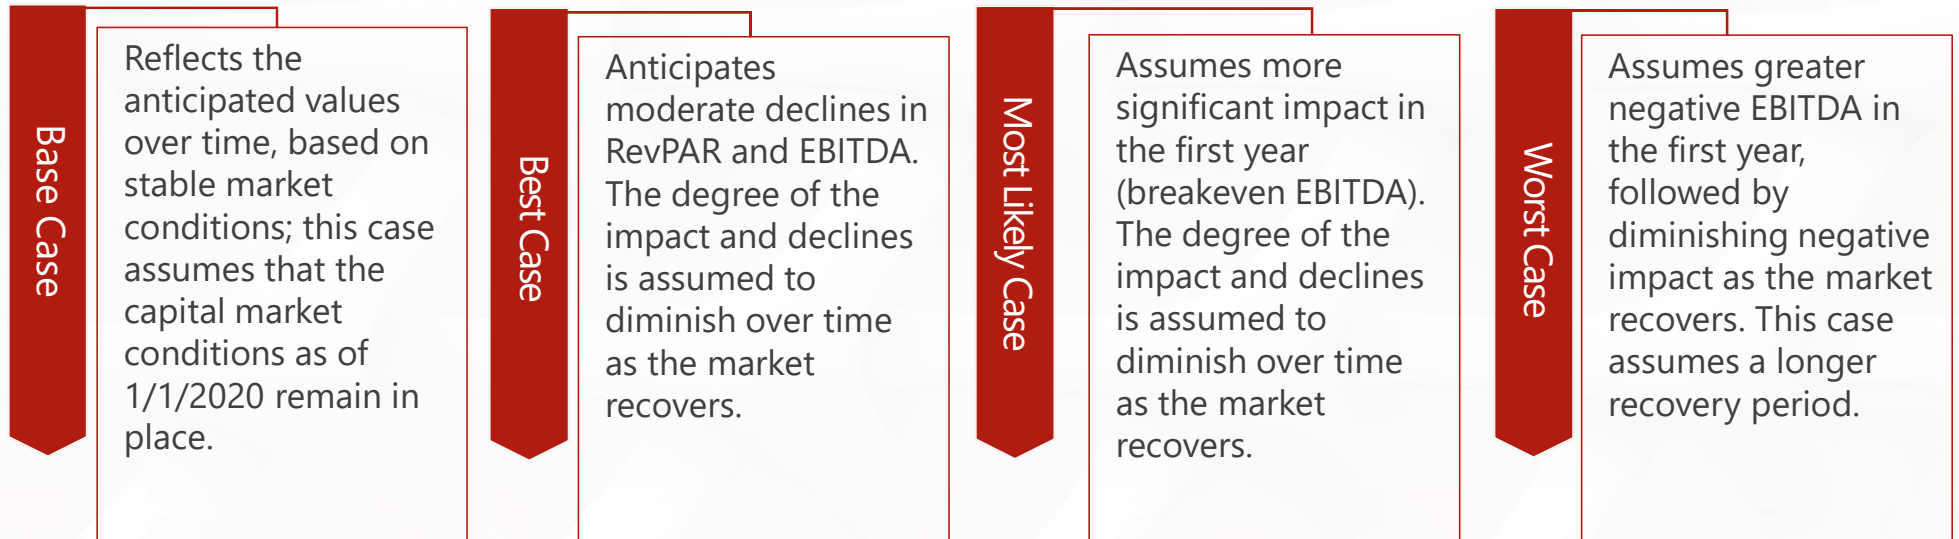 Base Case
Reflects the
anticipated values
over time, based on
stable market
conditions; this case
assumes that the
capital market
conditions as of
1/1/2020 remain in
place.
Best Case
Anticipates
moderate declines in
RevPAR and EBITDA.
The degree of the
impact and declines
is assumed to
diminish over time
as the market
recovers.
Most Likely Case
Assumes more
significant impact in
the first year
(breakeven EBITDA).
The degree of the
impact and declines
is assumed to
diminish over time
as the market
recovers.
Worst Case
Assumes greater
negative EBITDA in
the first year,
followed by
diminishing negative
impact as the market
recovers. This case
assumes a longer
recovery period.